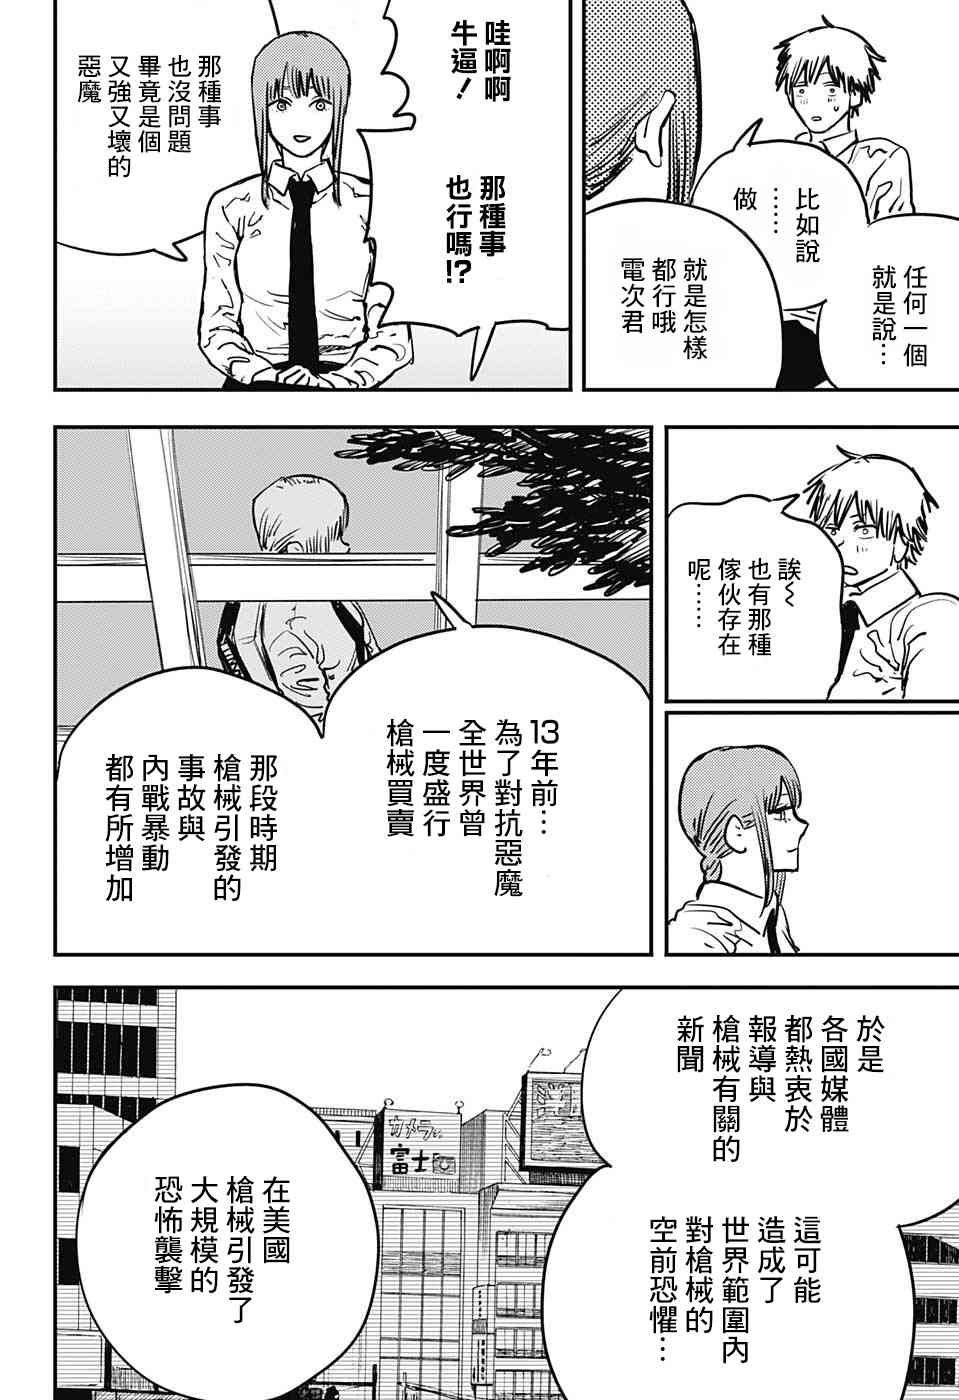 任何一個
就是說…
比如說
……
做
就是怎樣
都行哦
電次君
哇啊啊
牛逼！
那種事
也行嗎!?
那種事
也沒問題
畢竟是個
又強又壞的
惡魔
誒～
也有那種
傢伙存在
呢……
13年前…
為了對抗惡魔
全世界曾
一度盛行
槍械買賣
那段時期
槍械引發的
事故與
內戰暴動
都有所增加
於是
各國媒體
都熱衷於
報導與
槍械有關的
新聞
這可能
造成了
世界範圍內
對槍械的
空前恐懼…
カメラの
富士
在美國
槍械引發了
大規模的
恐怖襲擊